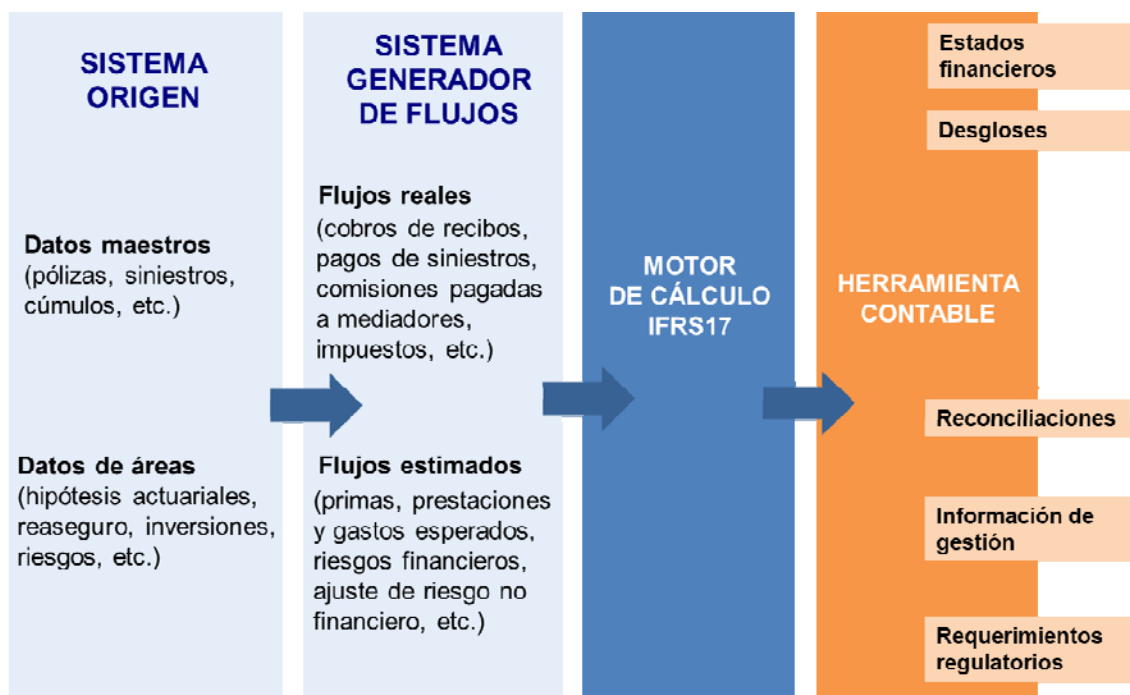 SISTEMA
ORIGEN
Datos maestros
(pólizas, siniestros,
cúmulos, etc.)
Datos de áreas
(hipótesis actuariales,
reaseguro, inversiones,
riesgos, etc.)
SISTEMA
GENERADOR
DE FLUJOS
Flujos reales
(cobros de recibos,
pagos de siniestros,
comisiones pagadas
a mediadores,
impuestos, etc.)
Flujos estimados
(primas, prestaciones
y gastos esperados,
riesgos financieros,
ajuste de riesgo no
financiero, etc.)
MOTOR
DE CÁLCULO
IFRS17
HERRAMIENTA
CONTABLE
Estados
financieros
Desgloses
Reconciliaciones
Información de
gestión
Requerimientos
regulatorios